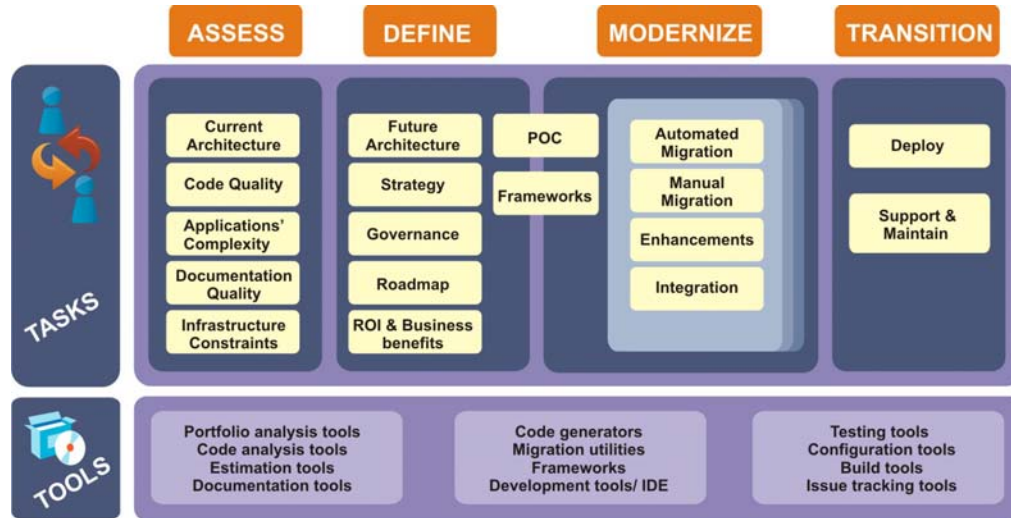 ASSESS
DEFINE
MODERNIZE
TRANSITION
TASKS
Current
Architecture
Code Quality
Applications'
Complexity
Documentation
Quality
Infrastructure
Constraints
Future
Architecture
Strategy
Governance
Roadmap
ROI & Business
benefits
POC
Frameworks
Automated
Migration
Manual
Migration
Enhancements
Integration
Deploy
Support &
Maintain
TOOLS
Portfolio analysis tools
Code analysis tools
Estimation tools
Documentation tools
Code generators
Migration utilities
Frameworks
Development tools/ IDE
Testing tools
Configuration tools
Build tools
Issue tracking tools